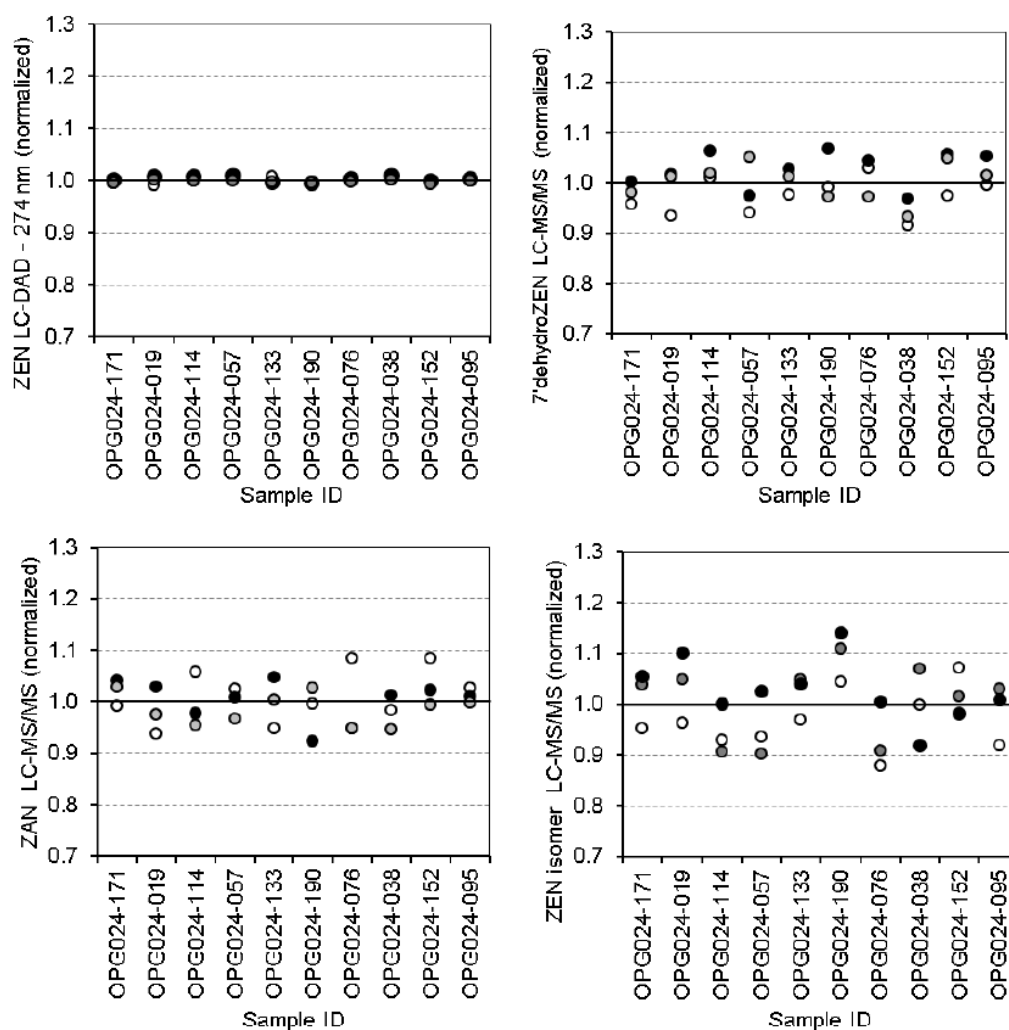 ZEN LC-DAD - 274 nm (normalized)
1.3
1.2
1.1
1.0
0.9
0.8
0.7
OPG024-171
OPG024-019
OPG024-114
OPG024-057
OPG024-133
OPG024-190
OPG024-076
OPG024-038
OPG024-152
OPG024-095
Sample ID
7'dehydroZEN LC-MS/MS (normalized)
1.3
1.2
1.1
1.0
0.9
0.8
0.7
OPG024-171
OPG024-019
OPG024-114
OPG024-057
OPG024-133
OPG024-190
OPG024-076
OPG024-038
OPG024-152
OPG024-095
Sample ID
ZAN LC-MS/MS (normalized)
1.3
1.2
1.1
1.0
0.9
0.8
0.7
OPG024-171
OPG024-019
OPG024-114
OPG024-057
OPG024-133
OPG024-190
OPG024-076
OPG024-038
OPG024-152
OPG024-095
Sample ID
ZEN isomer LC-MS/MS (normalized)
1.3
1.2
1.1
1.0
0.9
0.8
0.7
OPG024-171
OPG024-019
OPG024-114
OPG024-057
OPG024-133
OPG024-190
OPG024-076
OPG024-038
OPG024-152
OPG024-095
Sample ID